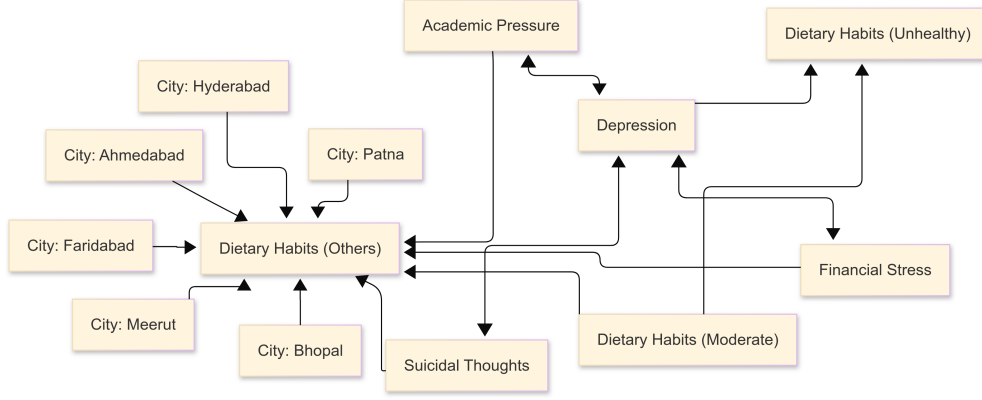 Academic Pressure
Dietary Habits (Unhealthy)
City: Hyderabad
Depression
City: Ahmedabad
City: Patna
City: Faridabad
Dietary Habits (Others)
Financial Stress
City: Meerut
City: Bhopal
Suicidal Thoughts
Dietary Habits (Moderate)